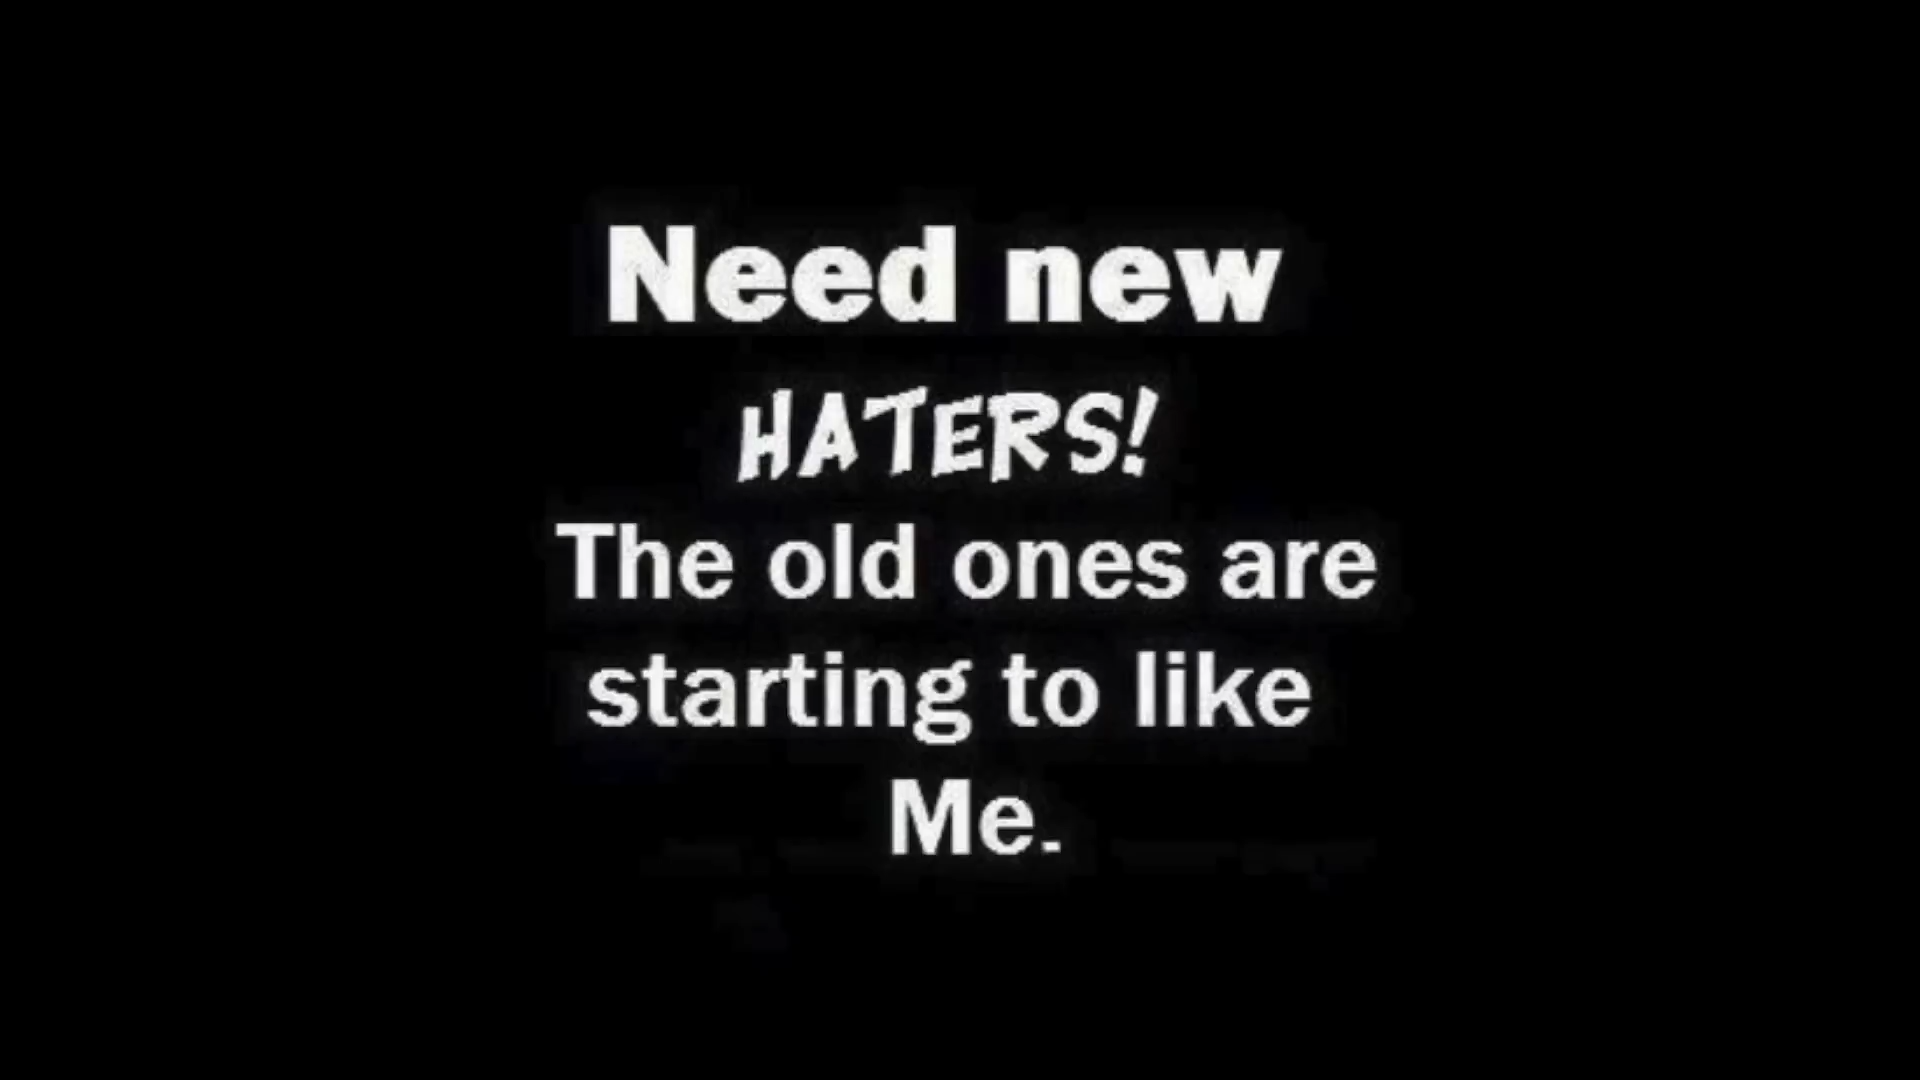 Need new
HATERS!
The old ones are
starting to like
Me.